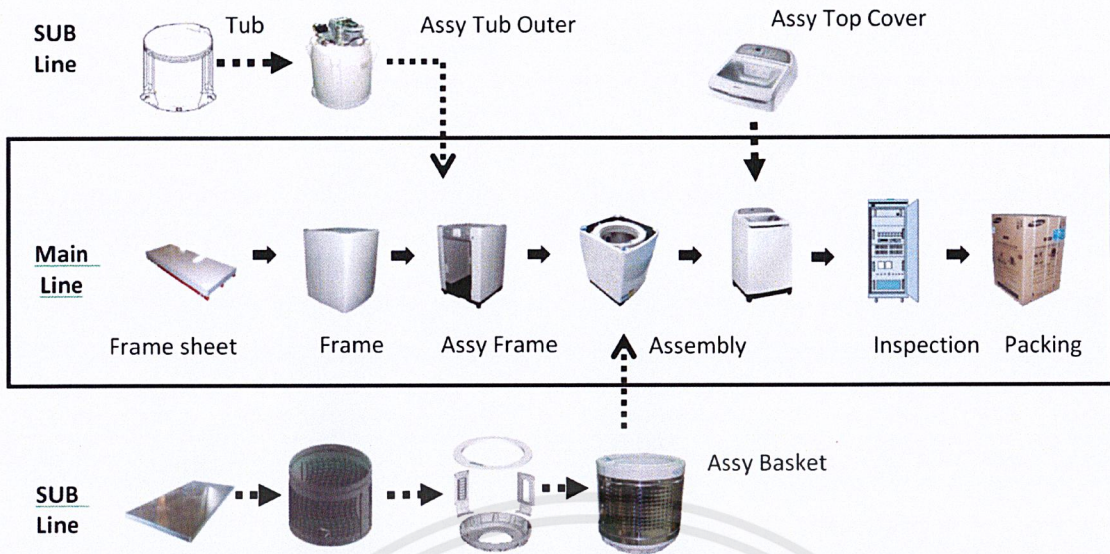 SUB
Line
Tub
Assy Tub Outer
Assy Top Cover
Main
Line
Frame sheet
Frame
Assy Frame
Assembly
Inspection
Packing
SUB
Line
Assy Basket